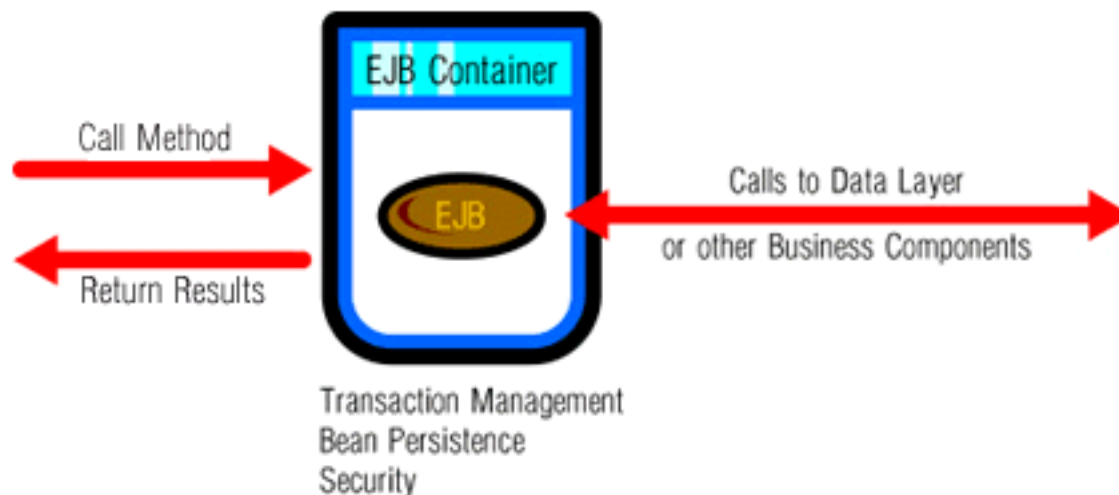 EJB Container
Call Method
EJB
Calls to Data Layer
or other Business Components
Return Results
Transaction Management
Bean Persistence
Security